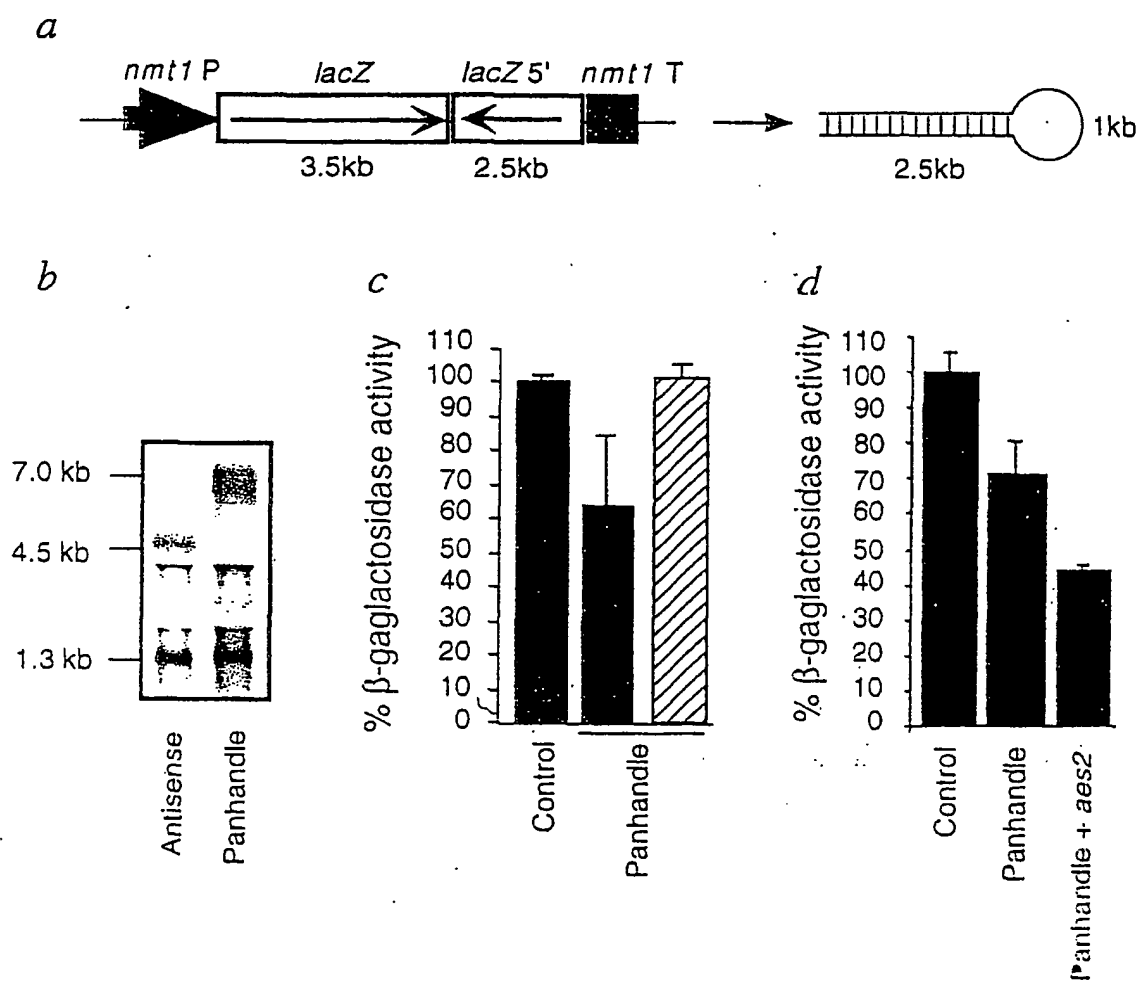 a
nmt1 P lacZ lacZ 5' nmt1 T
3.5kb 2.5kb
2.5kb
1kb
b
7.0 kb
4.5 kb
1.3 kb
Antisense
Panhandle
c
% β-gaglactosidase activity
110
100
90
80
70
60
50
40
30
20
10
0
Control
Panhandle
d
% β-gaglactosidase activity
110
100
90
80
70
60
50
40
30
20
10
0
Control
Panhandle
Panhandle + aes2